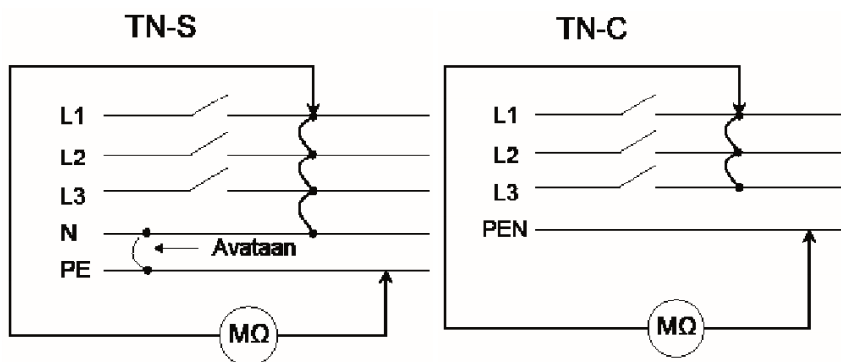 TN-S
L1
L2
L3
N
Avataan
PE
MΩ
TN-C
L1
L2
L3
PEN
MΩ